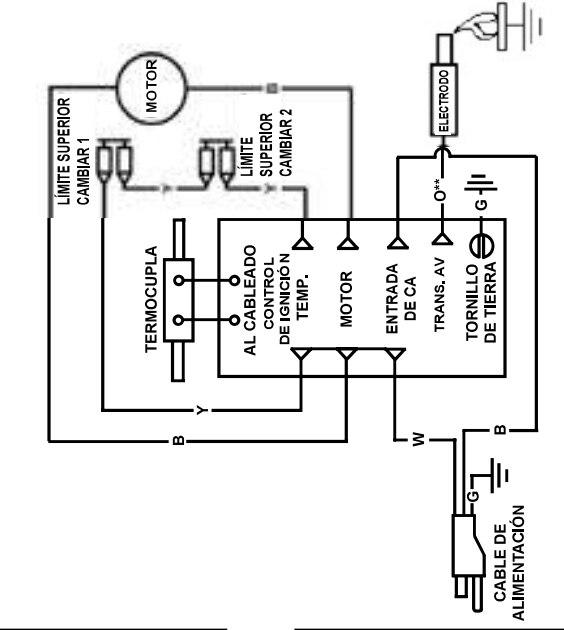 MOTOR
B
LÍMITE SUPERIOR
CAMBIAR 1
LÍMITE
SUPERIOR
CAMBIAR 2
Y
Y
ELECTRODO
O**
G
TERMOCUPLA
AL CABLEADO
CONTROL
DE IGNICIÓN
TEMP.
MOTOR
ENTRADA
DE CA
TRANS. AV
TORNILLO
DE TIERRA
Y
B
W
B
G
CABLE DE
ALIMENTACIÓN